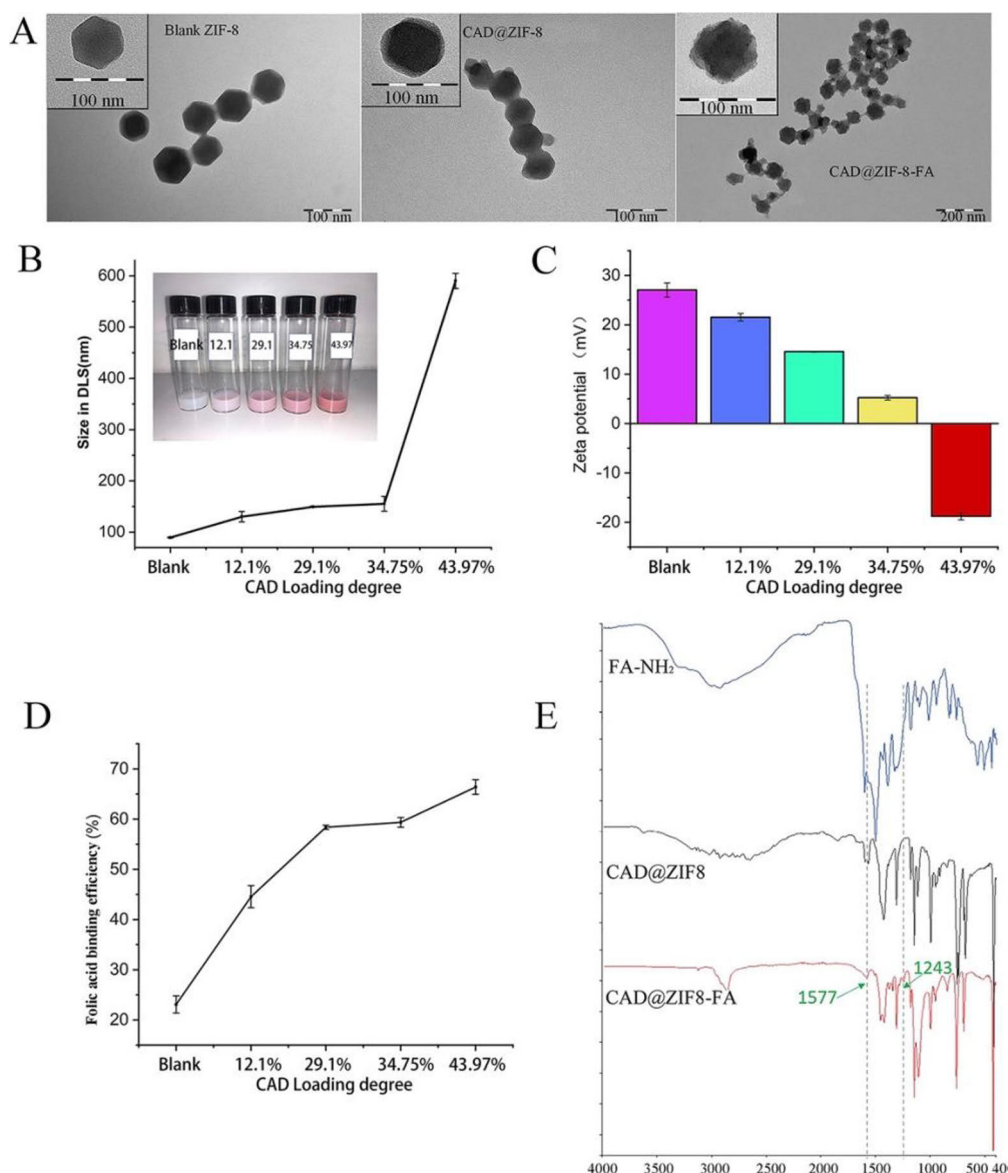 A
Blank ZIF-8
100 nm
100 nm
CAD@ZIF-8
100 nm
100 nm
100 nm
CAD@ZIF-8-FA
200 nm
B
Size in DLS(nm)
600
500
400
300
200
100
Blank
12.1
29.1
34.75
43.97
Blank 12.1% 29.1% 34.75% 43.97%
CAD Loading degree
C
Zeta potential (mV)
30
20
10
0
-10
-20
Blank 12.1% 29.1% 34.75% 43.97%
CAD Loading degree
D
Folic acid binding efficiency (%)
70
60
50
40
30
20
Blank 12.1% 29.1% 34.75% 43.97%
CAD Loading degree
E
FA-NH₂
CAD@ZIF8
CAD@ZIF8-FA
1577
1243
4000 3000 2000 1500 1000 500 40